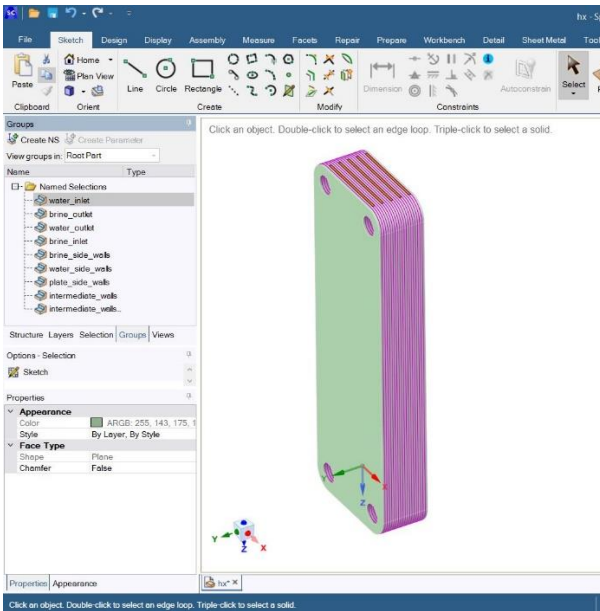 hx - Sp
File Sketch Design Display Assembly Measure Facets Repair Prepare Workbench Detail Sheet Metal Tool
Paste
Home
Plan View
Line Circle Rectangle
Dimension
Autoconstrain
Select
Clipboard Orient Create Modify Constraints
Groups
Create NS Create Parameter
View groups in: Root Part
Name Type
Named Selections
water_inlet
brine_outlet
water_outlet
brine_inlet
brine_side_walls
water_side_walls
plate_side_walls
intermediate_walls
intermediate_walls..
Structure Layers Selection Groups Views
Options - Selection
Sketch
Properties
Appearance
Color ARGB: 255, 143, 175, 1
Style By Layer, By Style
Face Type
Shape Plane
Chamfer False
Properties Appearance
Click an object. Double-click to select an edge loop. Triple-click to select a solid.
Y
X
Z
Y
Z
X
hx*
Click an object. Double-click to select an edge loop. Triple-click to select a solid.